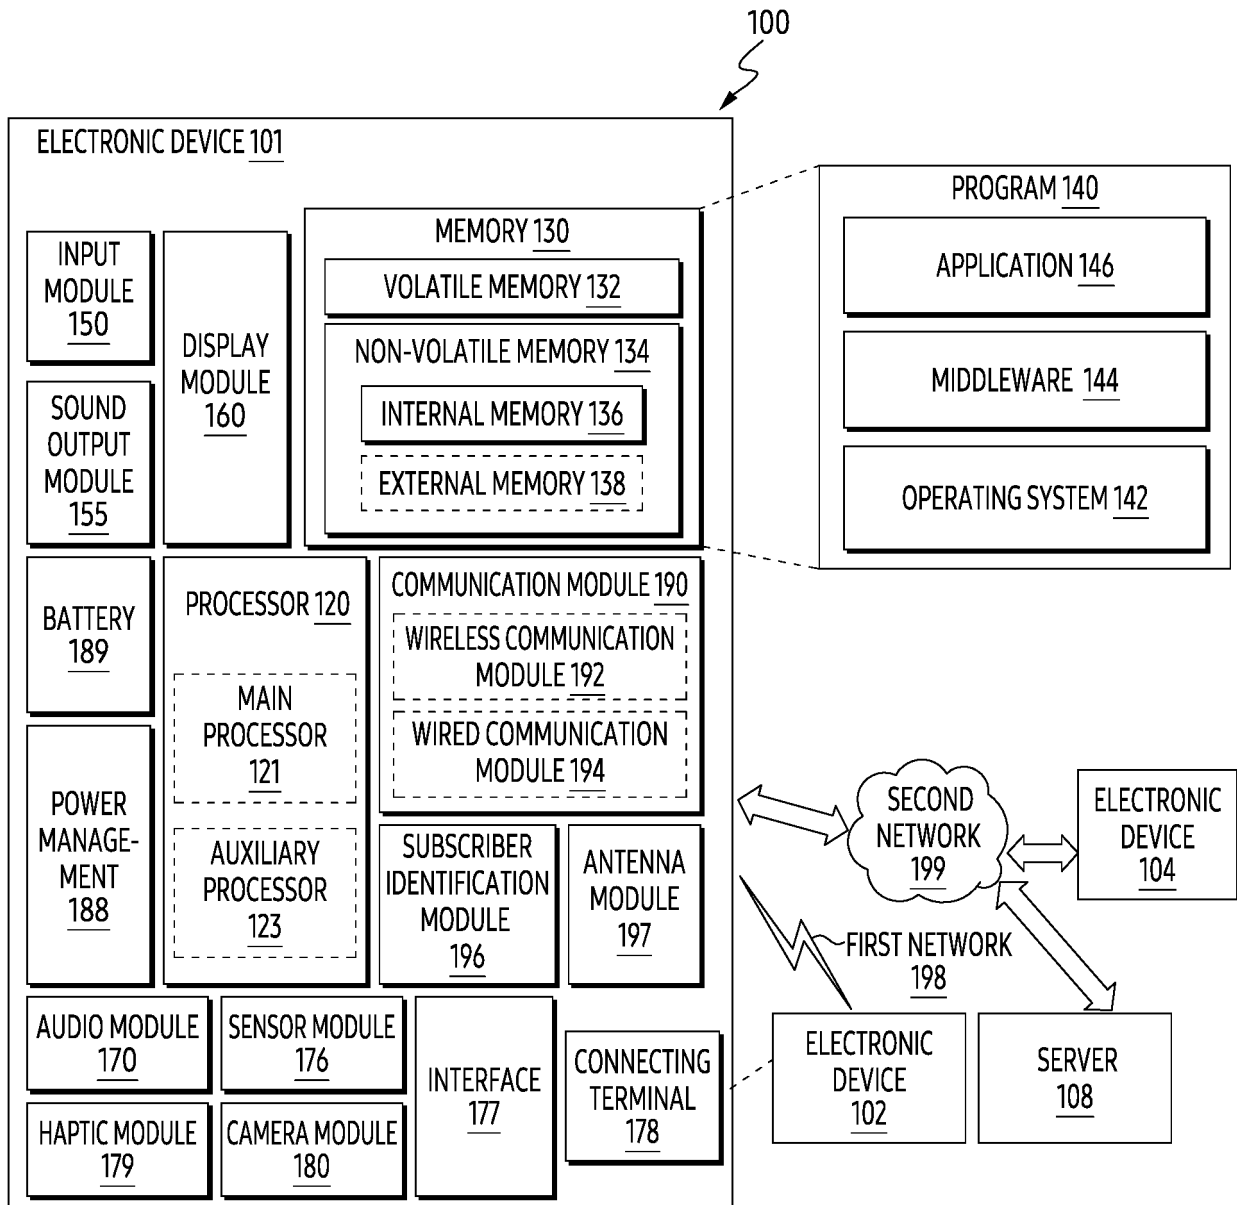 100
ELECTRONIC DEVICE 101
INPUT
MODULE
150
SOUND
OUTPUT
MODULE
155
DISPLAY
MODULE
160
MEMORY 130
VOLATILE MEMORY 132
NON-VOLATILE MEMORY 134
INTERNAL MEMORY 136
EXTERNAL MEMORY 138
PROGRAM 140
APPLICATION 146
MIDDLEWARE 144
OPERATING SYSTEM 142
BATTERY
189
POWER
MANAGE-
MENT
188
PROCESSOR 120
MAIN
PROCESSOR
121
AUXILIARY
PROCESSOR
123
COMMUNICATION MODULE 190
WIRELESS COMMUNICATION
MODULE 192
WIRED COMMUNICATION
MODULE 194
SUBSCRIBER
IDENTIFICATION
MODULE
196
ANTENNA
MODULE
197
SECOND
NETWORK
199
ELECTRONIC
DEVICE
104
FIRST NETWORK
198
AUDIO MODULE
170
SENSOR MODULE
176
HAPTIC MODULE
179
CAMERA MODULE
180
INTERFACE
177
CONNECTING
TERMINAL
178
ELECTRONIC
DEVICE
102
SERVER
108